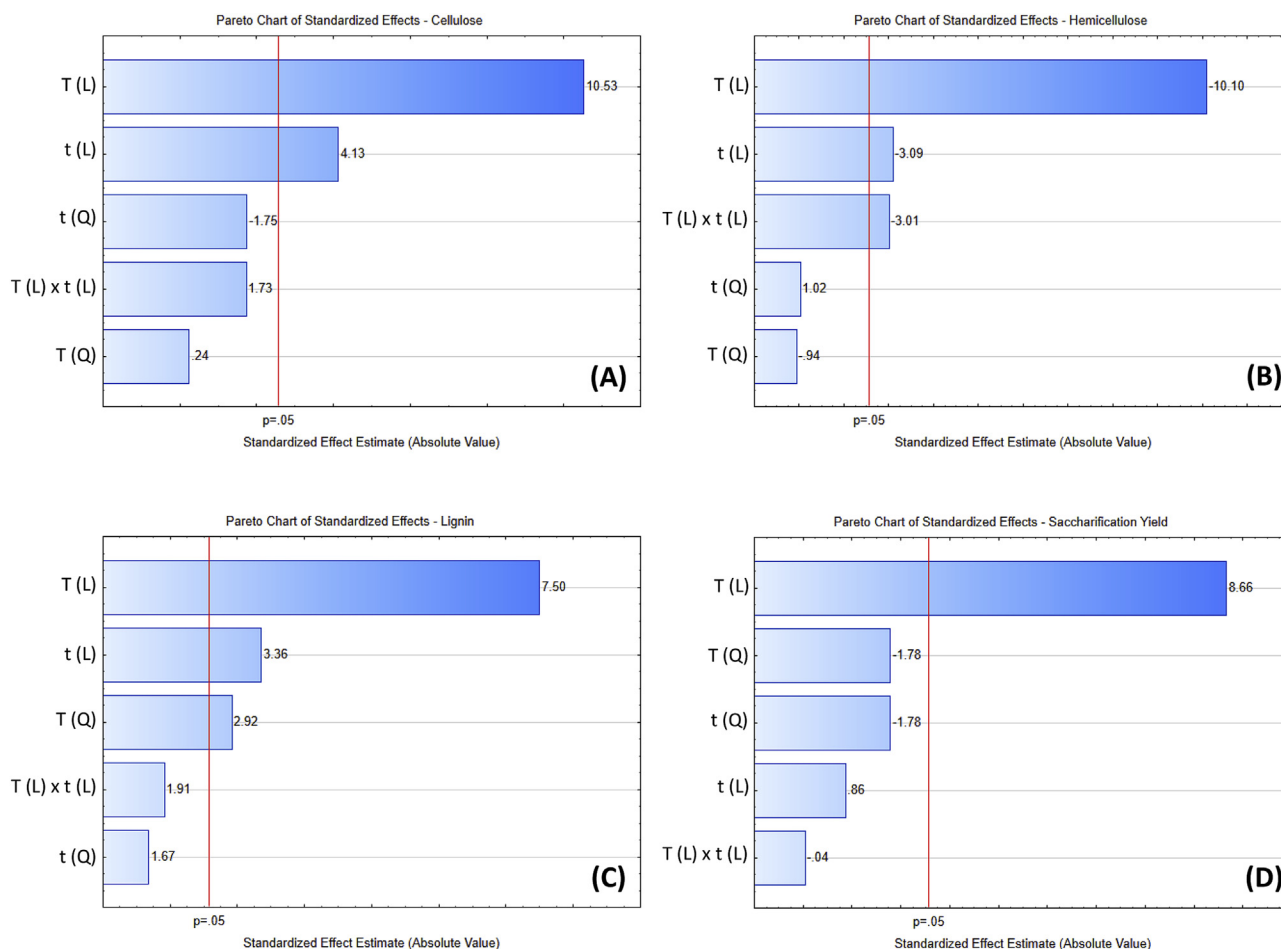 Pareto Chart of Standardized Effects - Cellulose
T (L)
10.53
t (L)
4.13
t (Q)
-1.75
T (L) x t (L)
1.73
T (Q)
.24
(A)
p=.05
Standardized Effect Estimate (Absolute Value)
Pareto Chart of Standardized Effects - Hemicellulose
T (L)
-10.10
t (L)
-3.09
T (L) x t (L)
-3.01
t (Q)
1.02
T (Q)
-.94
(B)
p=.05
Standardized Effect Estimate (Absolute Value)
Pareto Chart of Standardized Effects - Lignin
T (L)
7.50
t (L)
3.36
T (Q)
2.92
T (L) x t (L)
1.91
t (Q)
1.67
(C)
p=.05
Standardized Effect Estimate (Absolute Value)
Pareto Chart of Standardized Effects - Saccharification Yield
T (L)
8.66
T (Q)
-1.78
t (Q)
-1.78
t (L)
.86
T (L) x t (L)
-.04
(D)
p=.05
Standardized Effect Estimate (Absolute Value)